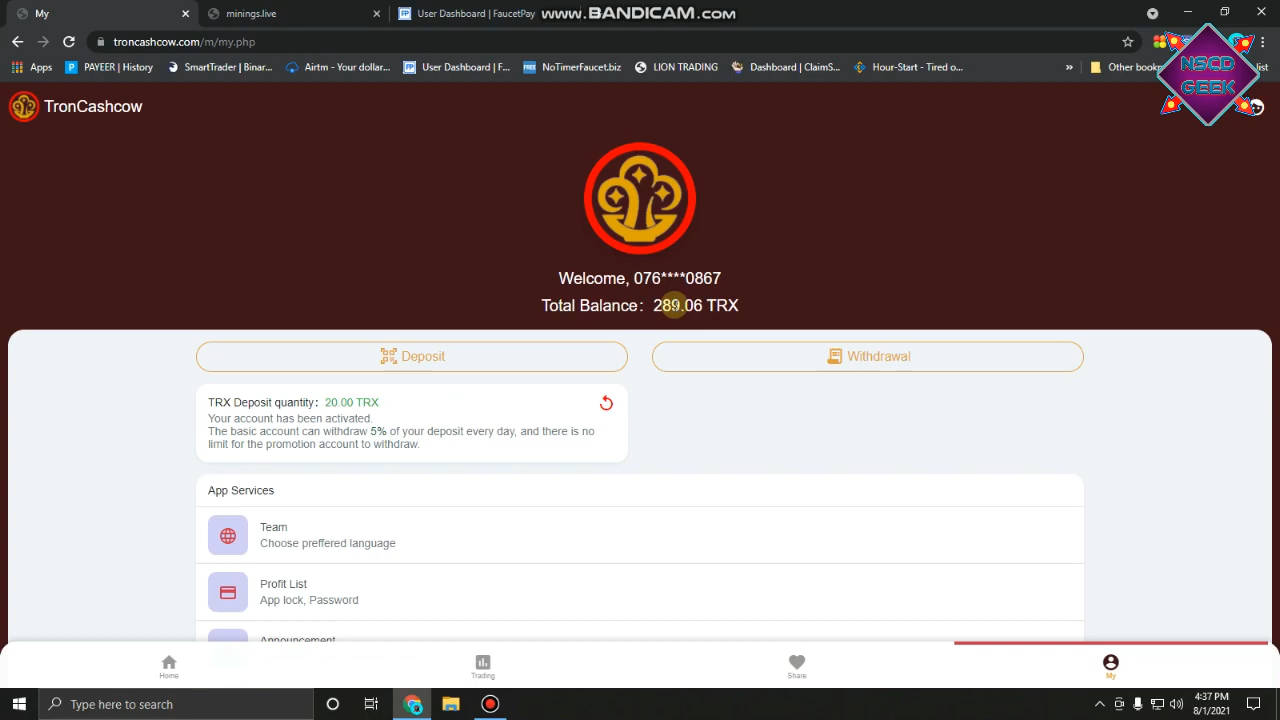 My
minings.live
User Dashboard | FaucetPay
www.BANDICAM.com
troncashcow.com/m/my.php
Apps
PAYEER | History
SmartTrader | Binar...
Airtm - Your dollar...
User Dashboard | F...
NoTimerFaucet.biz
LION TRADING
Dashboard | ClaimS...
Hour-Start - Tired o...
»
Other book
list
NSCD
GEEK
TronCashcow
Welcome, 076****0867
Total Balance： 289.06 TRX
Deposit
Withdrawal
TRX Deposit quantity： 20.00 TRX
Your account has been activated.
The basic account can withdraw 5% of your deposit every day, and there is no
limit for the promotion account to withdraw.
App Services
Team
Choose preffered language
Profit List
App lock, Password
Announcement
Home
Trading
Share
My
Type here to search
4:37 PM
8/1/2021